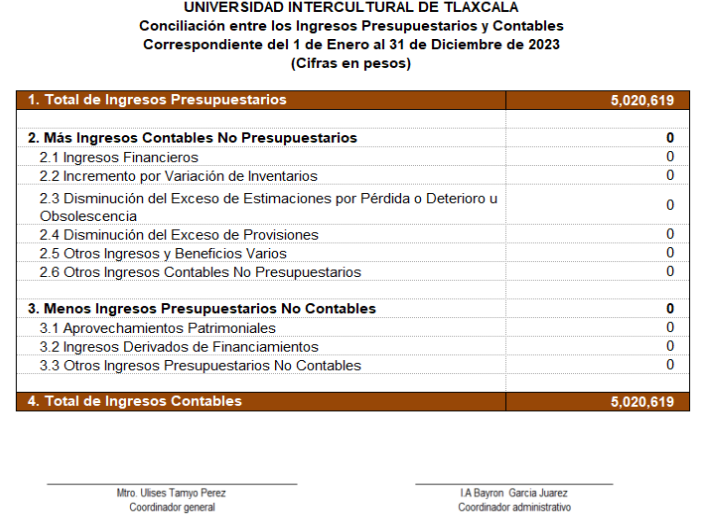 UNIVERSIDAD INTERCULTURAL DE TLAXCALA
Conciliación entre los Ingresos Presupuestarios y Contables
Correspondiente del 1 de Enero al 31 de Diciembre de 2023
(Cifras en pesos)
1. Total de Ingresos Presupuestarios 5,020,619
2. Más Ingresos Contables No Presupuestarios 0
2.1 Ingresos Financieros 0
2.2 Incremento por Variación de Inventarios 0
2.3 Disminución del Exceso de Estimaciones por Pérdida o Deterioro u
Obsolescencia 0
2.4 Disminución del Exceso de Provisiones 0
2.5 Otros Ingresos y Beneficios Varios 0
2.6 Otros Ingresos Contables No Presupuestarios 0
3. Menos Ingresos Presupuestarios No Contables 0
3.1 Aprovechamientos Patrimoniales 0
3.2 Ingresos Derivados de Financiamientos 0
3.3 Otros Ingresos Presupuestarios No Contables 0
4. Total de Ingresos Contables 5,020,619
Mtro. Ulises Tamyo Perez I.A Bayron Garcia Juarez
Coordinador general Coordinador administrativo